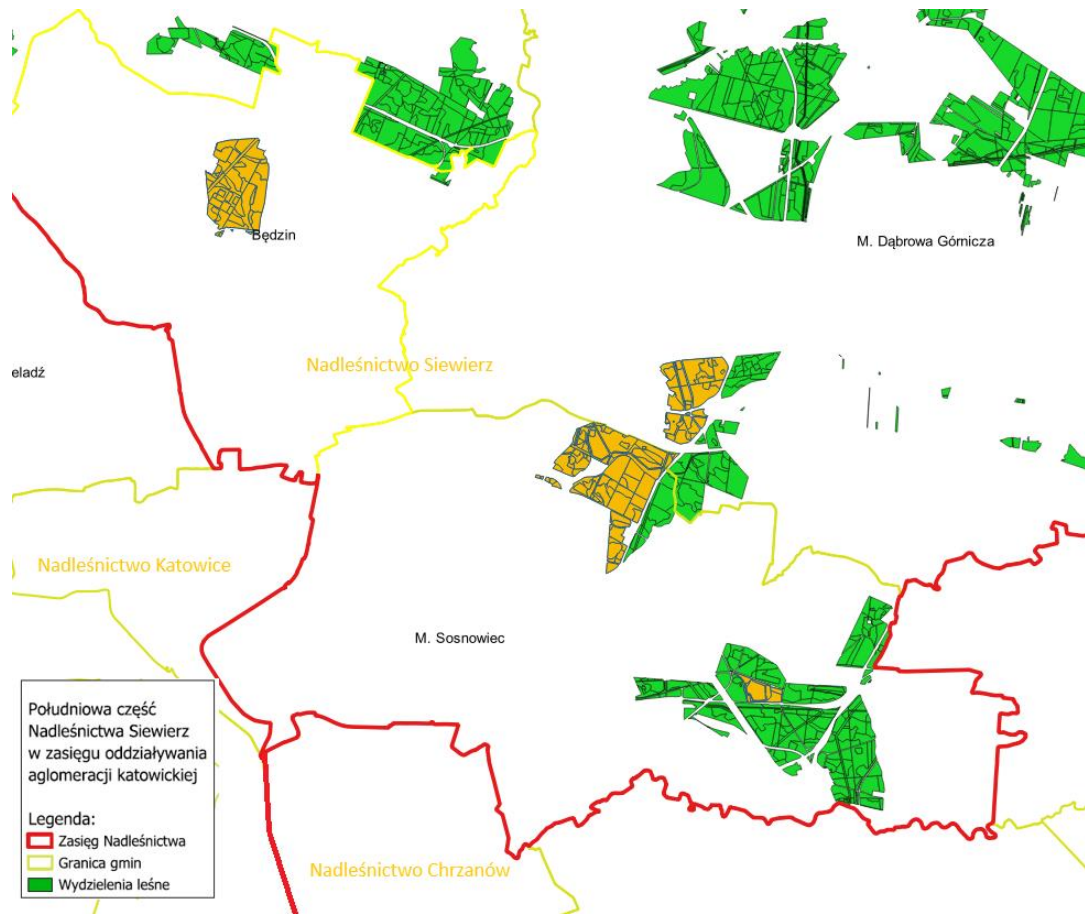 Będzin
M. Dąbrowa Górnicza
Nadleśnictwo Siewierz
eladź
Nadleśnictwo Katowice
M. Sosnowiec
Południowa część
Nadleśnictwa Siewierz
w zasięgu oddziaływania
aglomeracji katowickiej
Legenda:
Zasięg Nadleśnictwa
Granica gmin
Wydzielenia leśne
Nadleśnictwo Chrzanów